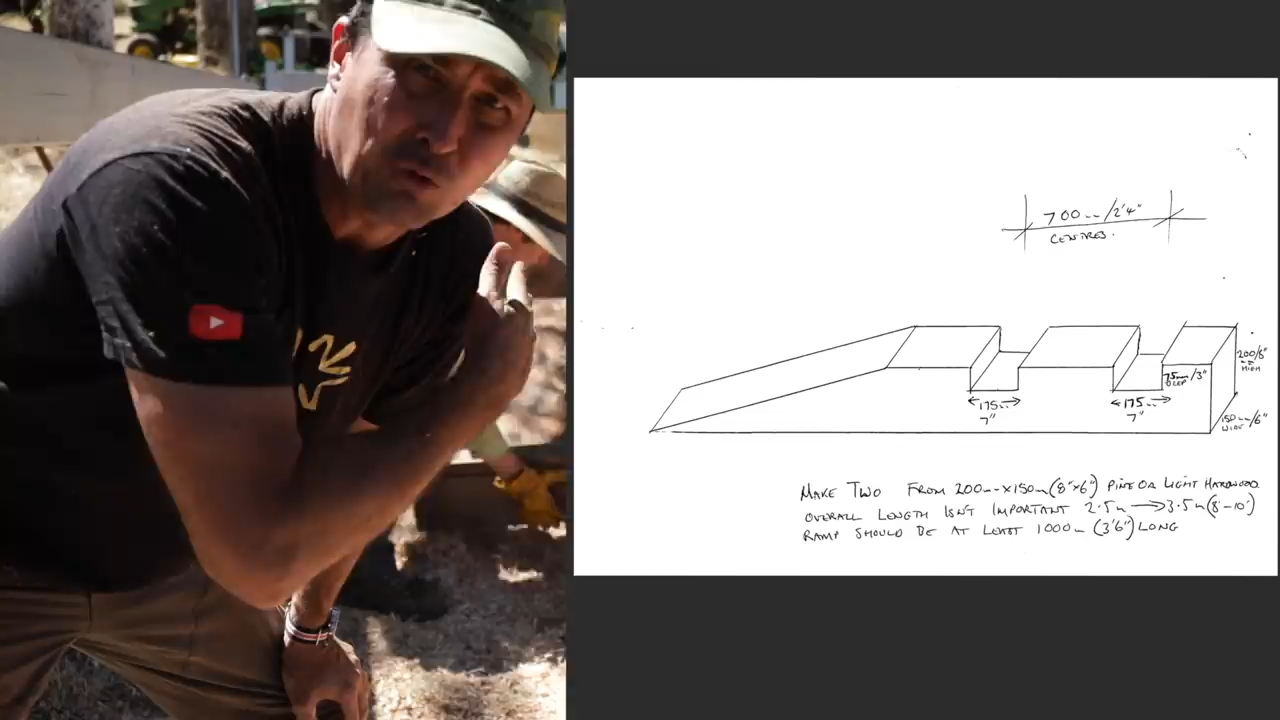 700mm/2'4"
CENTRES.
200/8"
HIGH
75mm/3"
DEEP
175mm
7"
175mm
7"
150mm/6"
WIDE
MAKE TWO FROM 200mm x 150m (8"x6") PINE OR LIGHT HARDWOOD
OVERALL LENGTH ISN'T IMPORTANT 2.5m → 3.5m (8'-10')
RAMP SHOULD BE AT LEAST 1000m (3'6") LONG